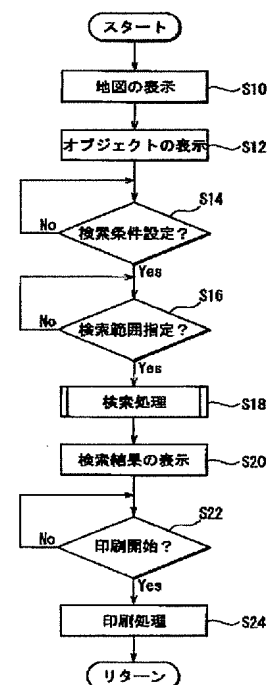 スタート
地図の表示
S10
オブジェクトの表示
S12
S14
検索条件設定？
No
Yes
S16
検索範囲指定？
No
Yes
検索処理
S18
検索結果の表示
S20
S22
印刷開始？
No
Yes
印刷処理
S24
リターン